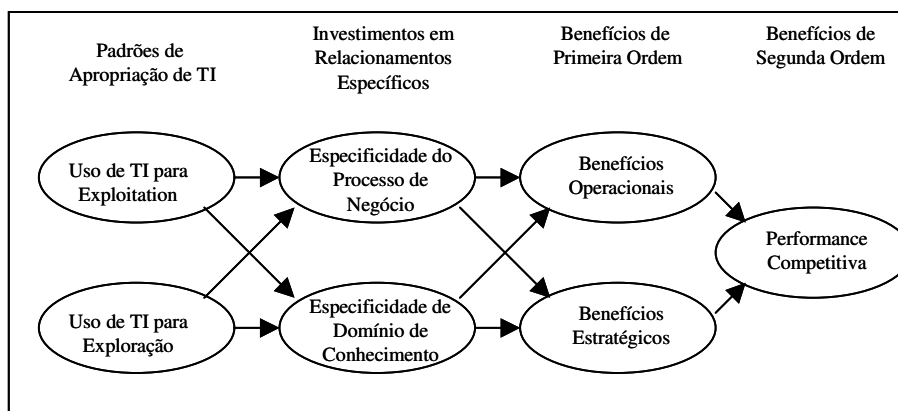 Padrões de
Apropriação de TI
Investimentos em
Relacionamentos
Específicos
Benefícios de
Primeira Ordem
Benefícios de
Segunda Ordem
Uso de TI para
Exploitation
Especificidade do
Processo de
Negócio
Benefícios
Operacionais
Performance
Competitiva
Uso de TI para
Exploração
Especificidade de
Domínio de
Conhecimento
Benefícios
Estratégicos